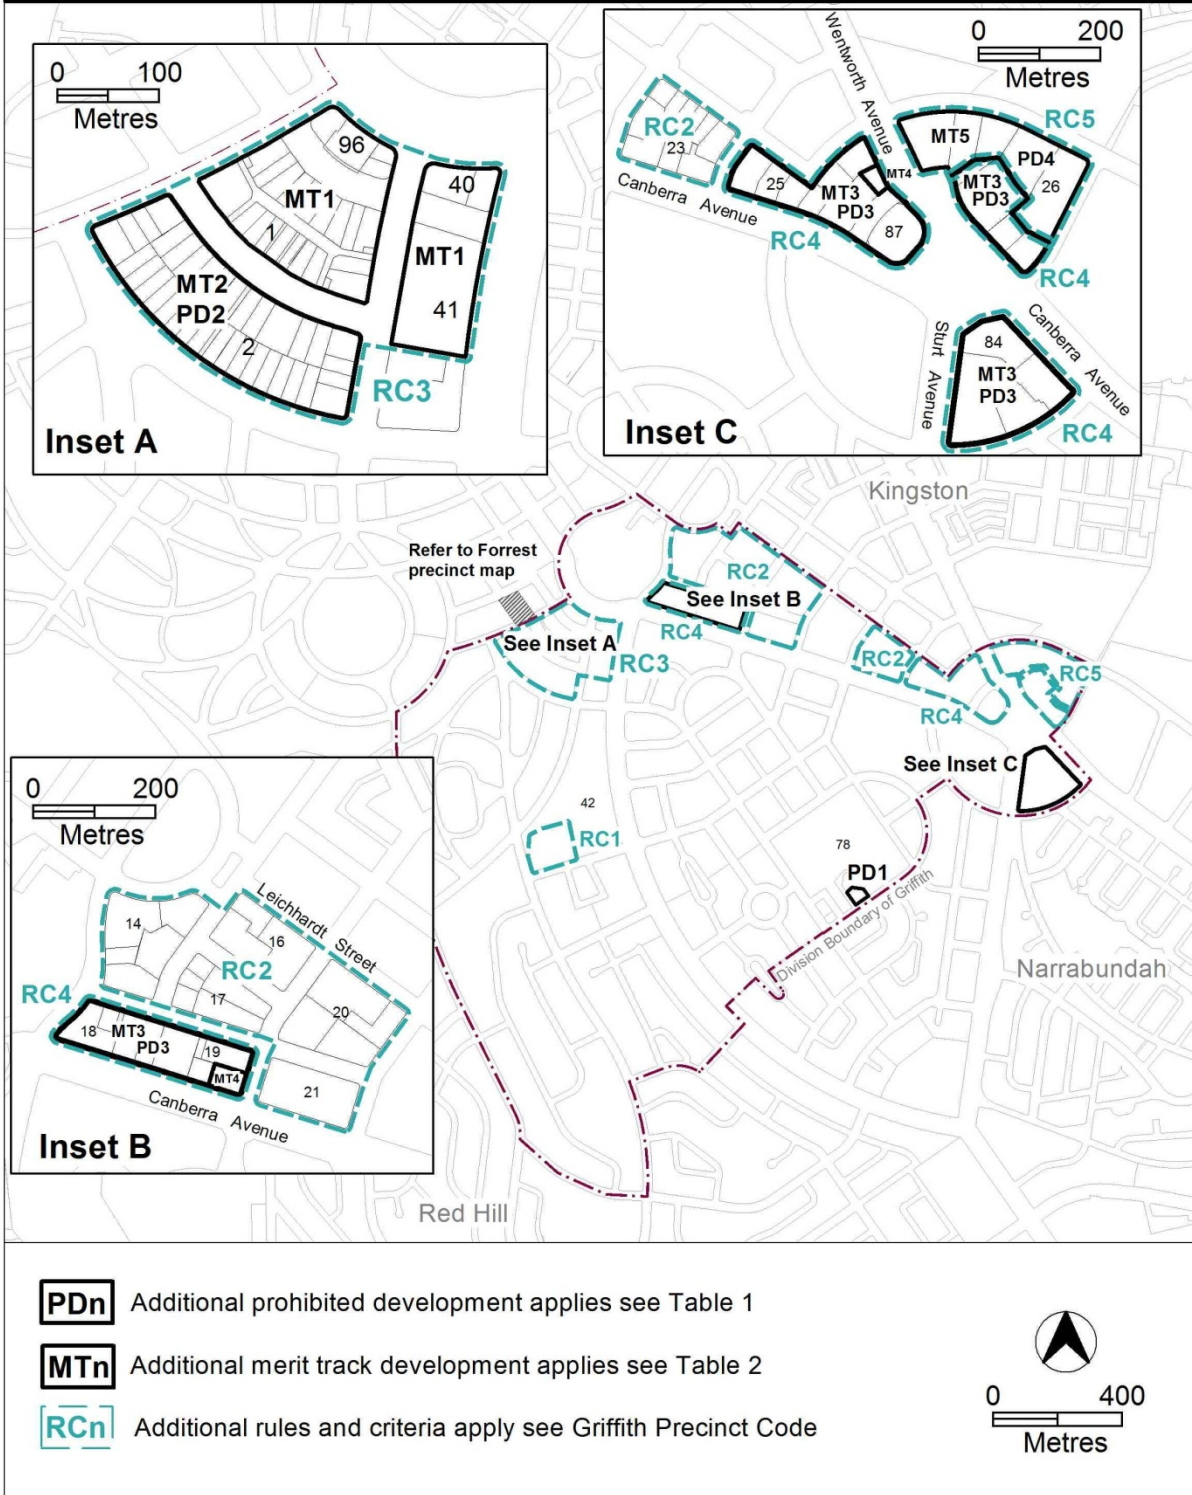 0 100
Metres
96
40
MT1
1
MT1
MT2
PD2
41
2
RC3
Inset A
0 200
Metres
Wentworth Avenue
RC2
23
Canberra Avenue
25
MT3
PD3
MT4
87
RC4
MT5
RC5
PD4
MT3
PD3
26
RC4
Sturt Avenue
Canberra Avenue
84
MT3
PD3
RC4
Inset C
Kingston
Refer to Forrest
precinct map
RC2
See Inset B
RC4
See Inset A
RC3
RC2
RC5
RC4
See Inset C
42
RC1
78
PD1
Division Boundary of Griffith
Narrabundah
Red Hill
0 200
Metres
Leichhardt Street
14
16
RC2
17
20
RC4
18
MT3
PD3
19
MT4
21
Canberra Avenue
Inset B
PDn Additional prohibited development applies see Table 1
MTn Additional merit track development applies see Table 2
RCn Additional rules and criteria apply see Griffith Precinct Code
0 400
Metres